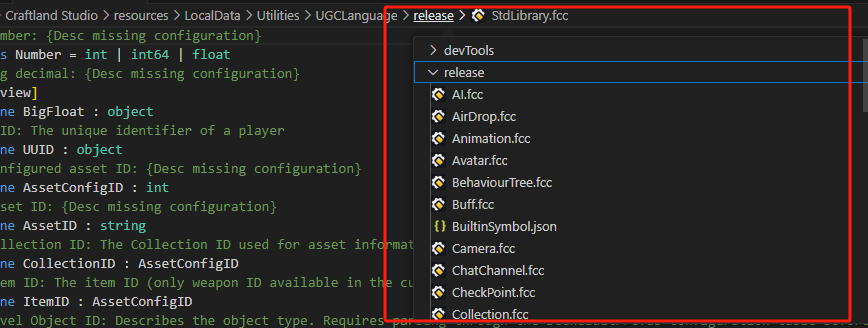 Craftland Studio > resources > LocalData > Utilities > UGCLanguage > release > StdLibrary.fcc
mber: {Desc missing configuration}
s Number = int | int64 | float
g decimal: {Desc missing configuration}
view]
ne BigFloat : object
ID: The unique identifier of a player
ne UUID : object
nfigured asset ID: {Desc missing configuration}
ne AssetConfigID : int
set ID: {Desc missing configuration}
ne AssetID : string
llection ID: The Collection ID used for asset informat
ne CollectionID : AssetConfigID
em ID: The item ID (only weapon ID available in the cu
ne ItemID : AssetConfigID
vel Object ID: Describes the object type. Requires
devTools
release
AI.fcc
AirDrop.fcc
Animation.fcc
Avatar.fcc
BehaviourTree.fcc
Buff.fcc
{} BuiltinSymbol.json
Camera.fcc
ChatChannel.fcc
CheckPoint.fcc
Collection.fcc